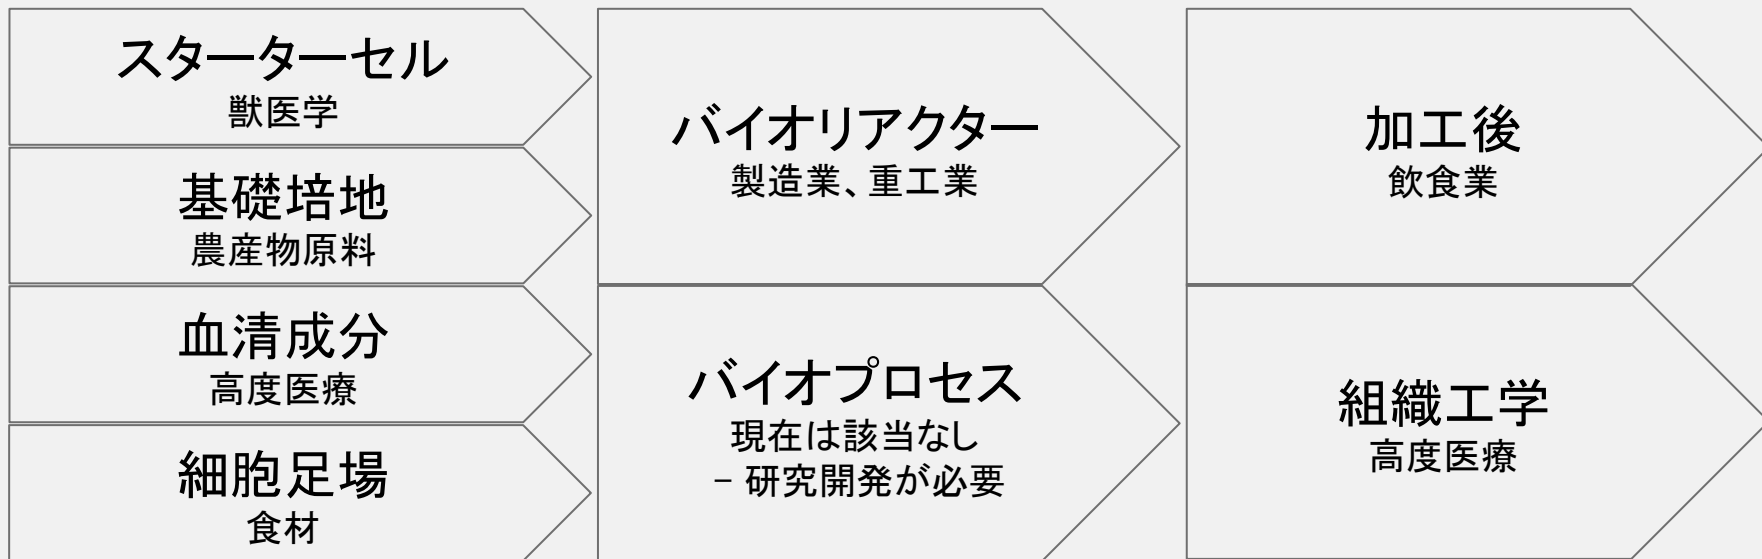 スターターセル
獣医学
基礎培地
農産物原料
血清成分
高度医療
細胞足場
食材
バイオリアクター
製造業、重工業
バイオプロセス
現在は該当なし
– 研究開発が必要
加工後
飲食業
組織工学
高度医療